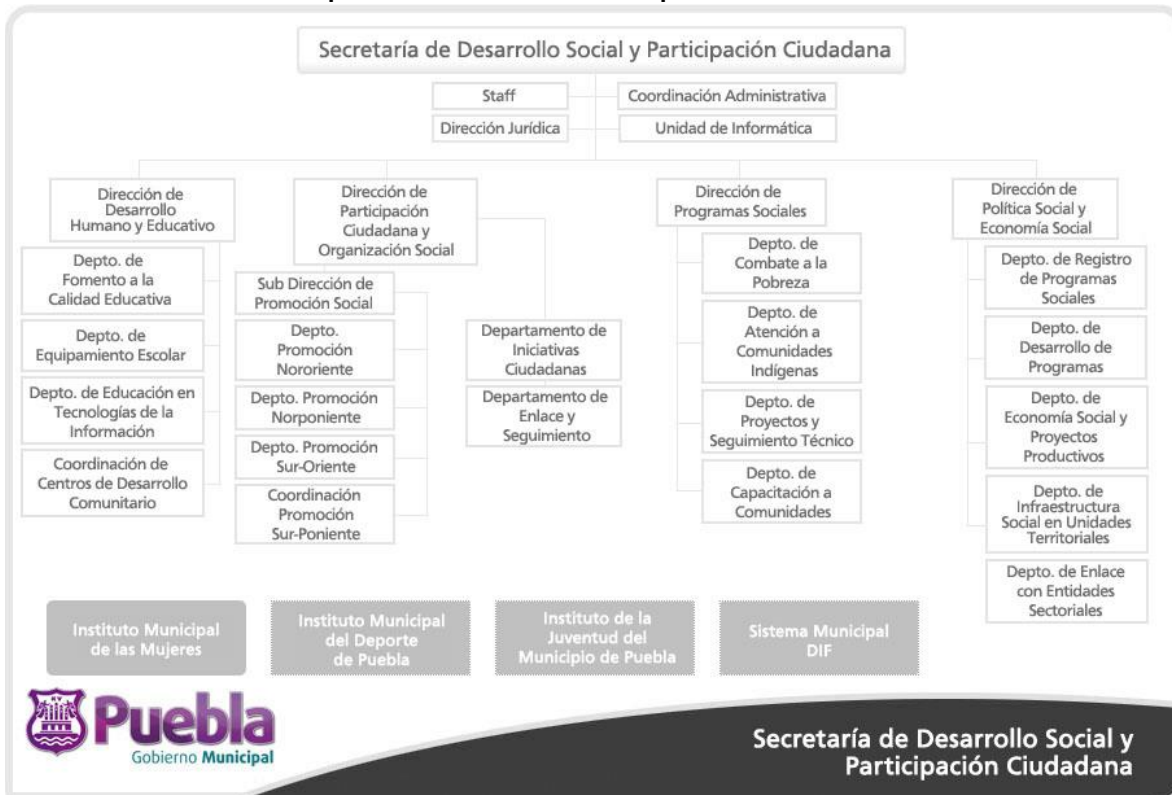 Secretaría de Desarrollo Social y Participación Ciudadana
Staff
Coordinación Administrativa
Dirección Jurídica
Unidad de Informática
Dirección de
Desarrollo
Humano y Educativo
Depto. de
Fomento a la
Calidad Educativa
Depto. de
Equipamiento Escolar
Depto. de Educación en
Tecnologías de la
Información
Coordinación de
Centros de Desarrollo
Comunitario
Dirección de
Participación
Ciudadana y
Organización Social
Sub Dirección de
Promoción Social
Depto.
Promoción
Nororiente
Depto. Promoción
Norponiente
Depto. Promoción
Sur-Oriente
Coordinación
Promoción
Sur-Poniente
Departamento de
Iniciativas
Ciudadanas
Departamento de
Enlace y
Seguimiento
Dirección de
Programas Sociales
Depto. de
Combate a la
Pobreza
Depto. de
Atención a
Comunidades
Indígenas
Depto. de
Proyectos y
Seguimiento Técnico
Depto. de
Capacitación a
Comunidades
Dirección de
Política Social y
Economía Social
Depto. de Registro
de Programas
Sociales
Depto. de
Desarrollo de
Programas
Depto. de
Economía Social y
Proyectos
Productivos
Depto. de
Infraestructura
Social en Unidades
Territoriales
Depto. de Enlace
con Entidades
Sectoriales
Instituto Municipal
de las Mujeres
Instituto Municipal
del Deporte
de Puebla
Instituto de la
Juventud del
Municipio de Puebla
Sistema Municipal
DIF
Puebla
Gobierno Municipal
Secretaría de Desarrollo Social y
Participación Ciudadana